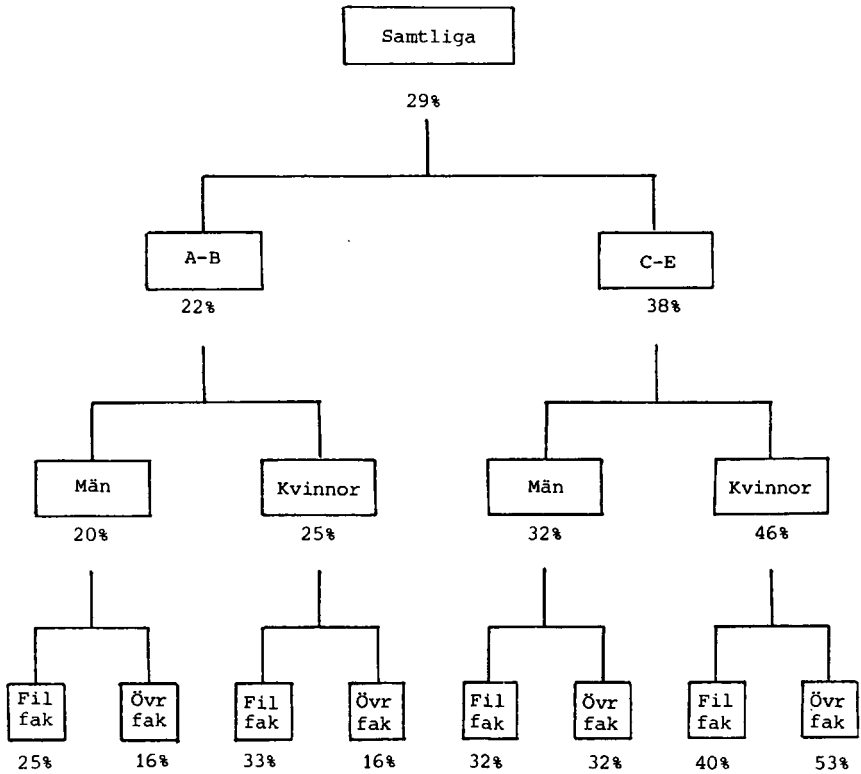 Samtliga
29%
A-B
C-E
22%
38%
Män
Kvinnor
Män
Kvinnor
20%
25%
32%
46%
Fil
fak
Övr
fak
Fil
fak
Övr
fak
Fil
fak
Övr
fak
Fil
fak
Övr
fak
25%
16%
33%
16%
32%
32%
40%
53%